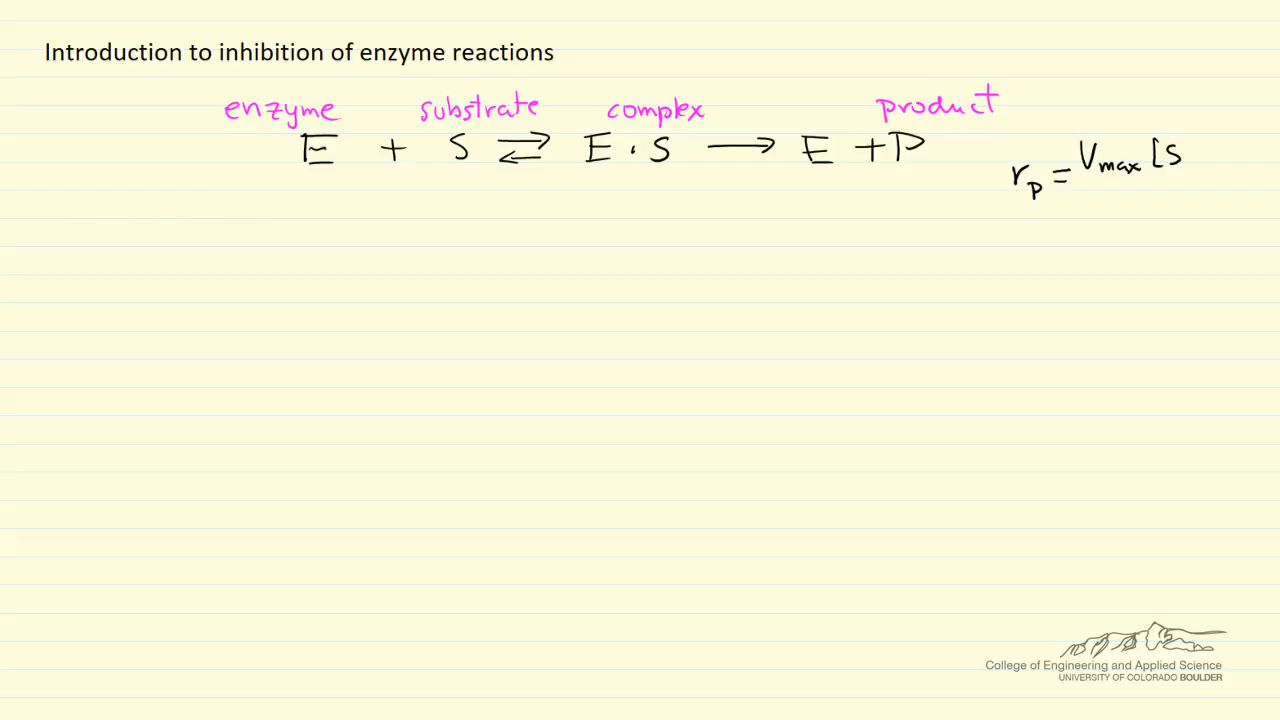 Introduction to inhibition of enzyme reactions
enzyme substrate complex product
E + S ⇌ E · S → E + P
r_p = V_max [S
College of Engineering and Applied Science
UNIVERSITY OF COLORADO BOULDER